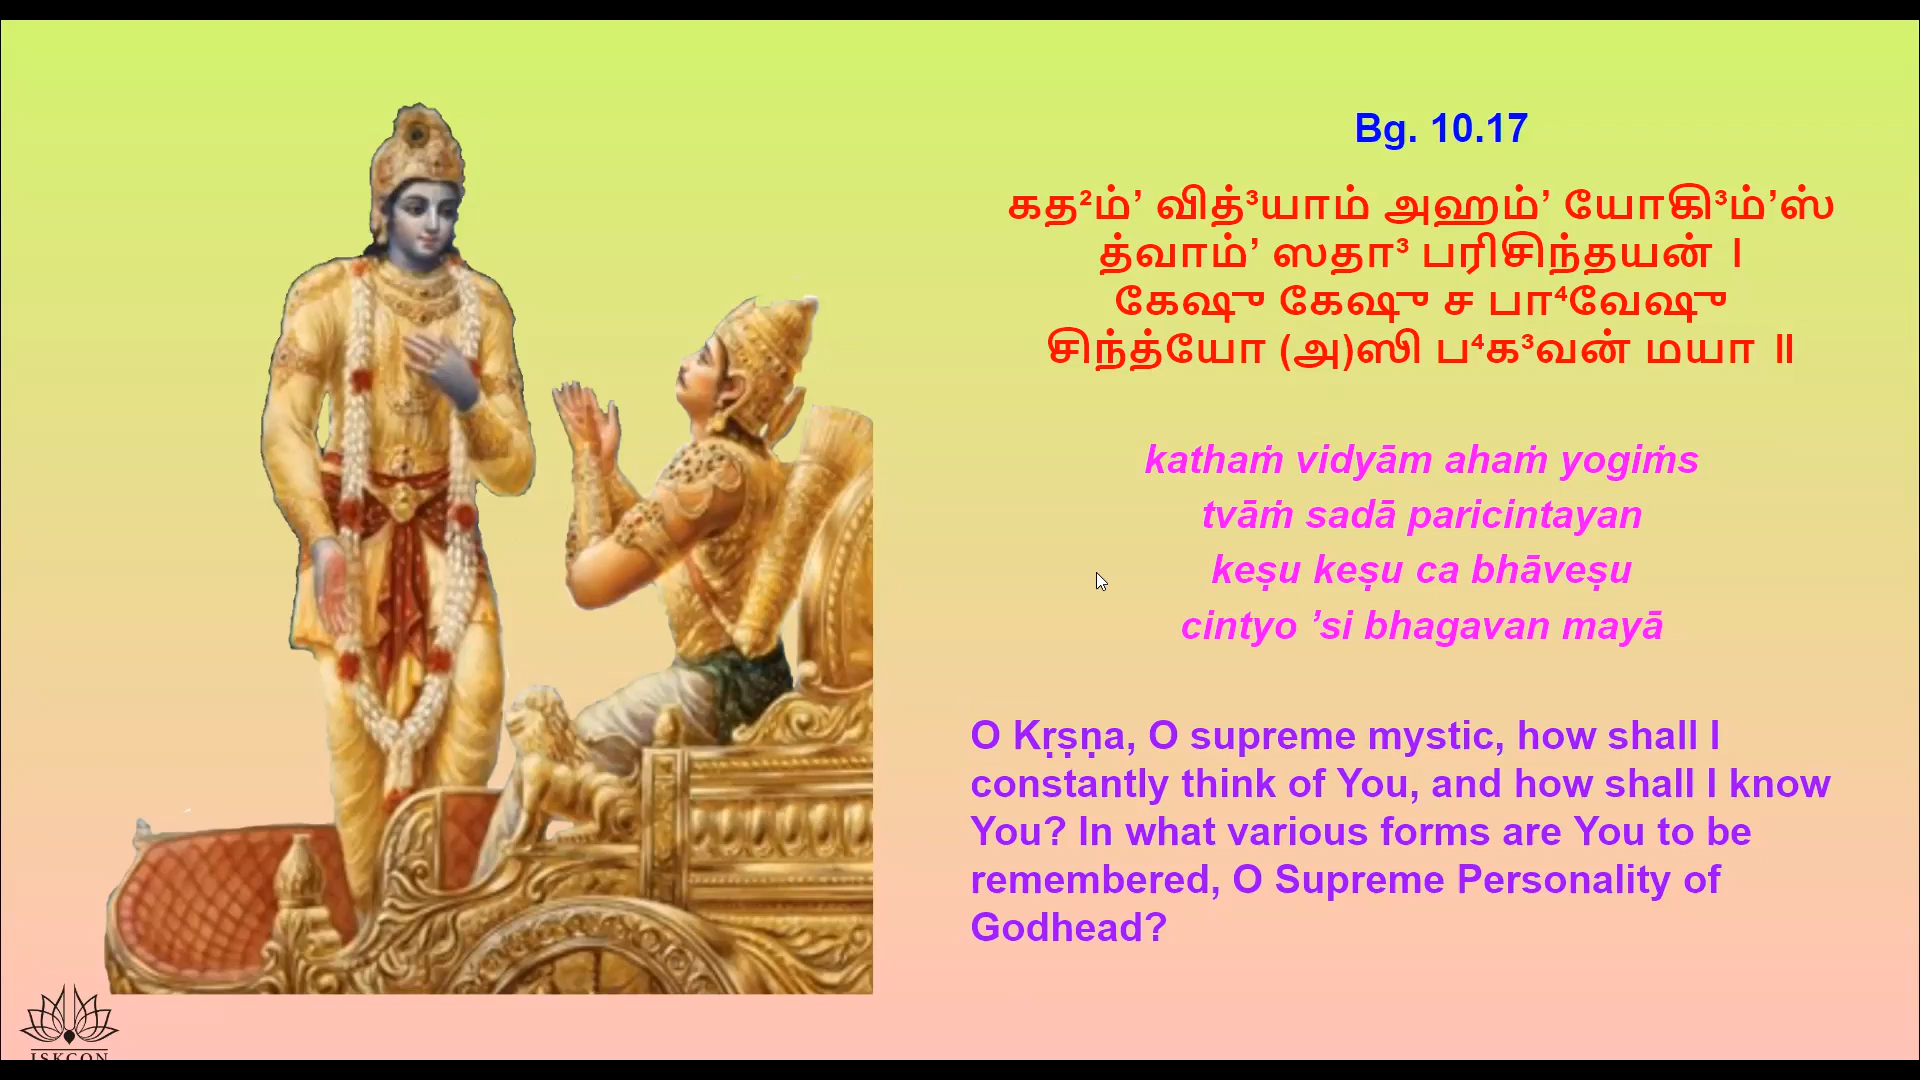 Bg. 10.17
கத²ம்’ வித்³யாம் அஹம்’ யோகி³ம்’ஸ்
த்வாம்’ ஸதா³ பரிசிந்தயன் ।
கேஷு கேஷு ச பா⁴வேஷு
சிந்த்யோ (அ)ஸி ப⁴க³வன் மயா ॥
kathaṁ vidyām ahaṁ yogiṁs
tvāṁ sadā paricintayan
keṣu keṣu ca bhāveṣu
cintyo ’si bhagavan mayā
O Kṛṣṇa, O supreme mystic, how shall I
constantly think of You, and how shall I know
You? In what various forms are You to be
remembered, O Supreme Personality of
Godhead?
ISKCON